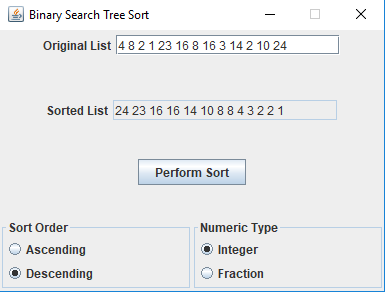 Binary Search Tree Sort
Original List 4 8 2 1 23 16 8 16 3 14 2 10 24
Sorted List 24 23 16 16 14 10 8 8 4 3 2 2 1
Perform Sort
Sort Order Numeric Type
Ascending Integer
Descending Fraction